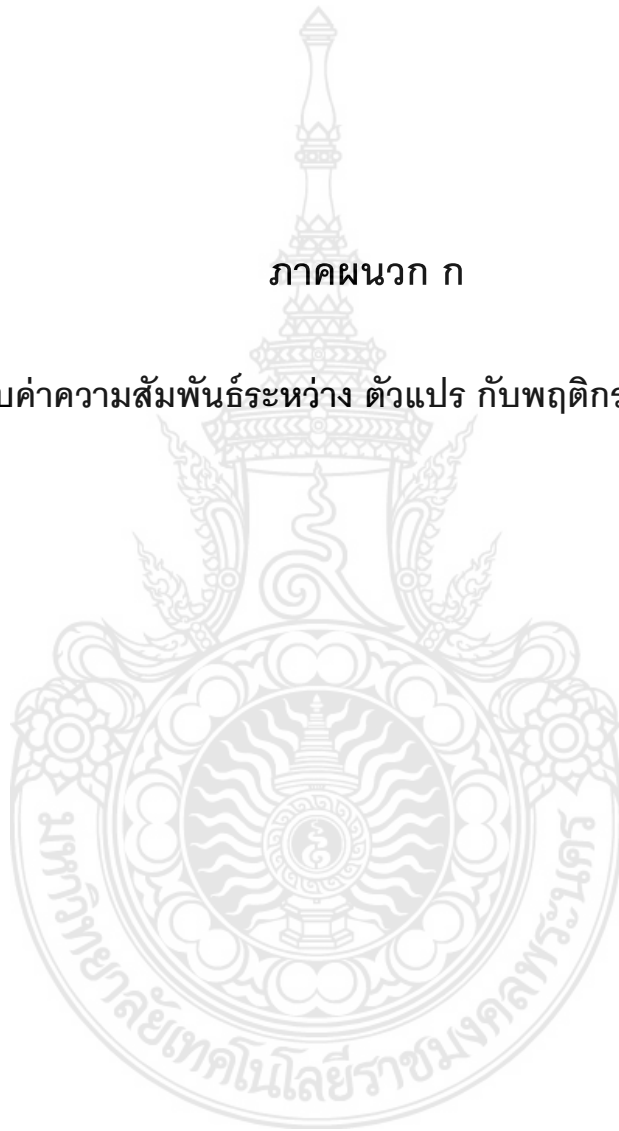 ภาคผนวก ก
บค่าความสัมพันธ์ระหว่าง ตัวแปร กับพฤติกร
มหาวิทยาลัยเทคโนโลยีราชมงคลพระนคร